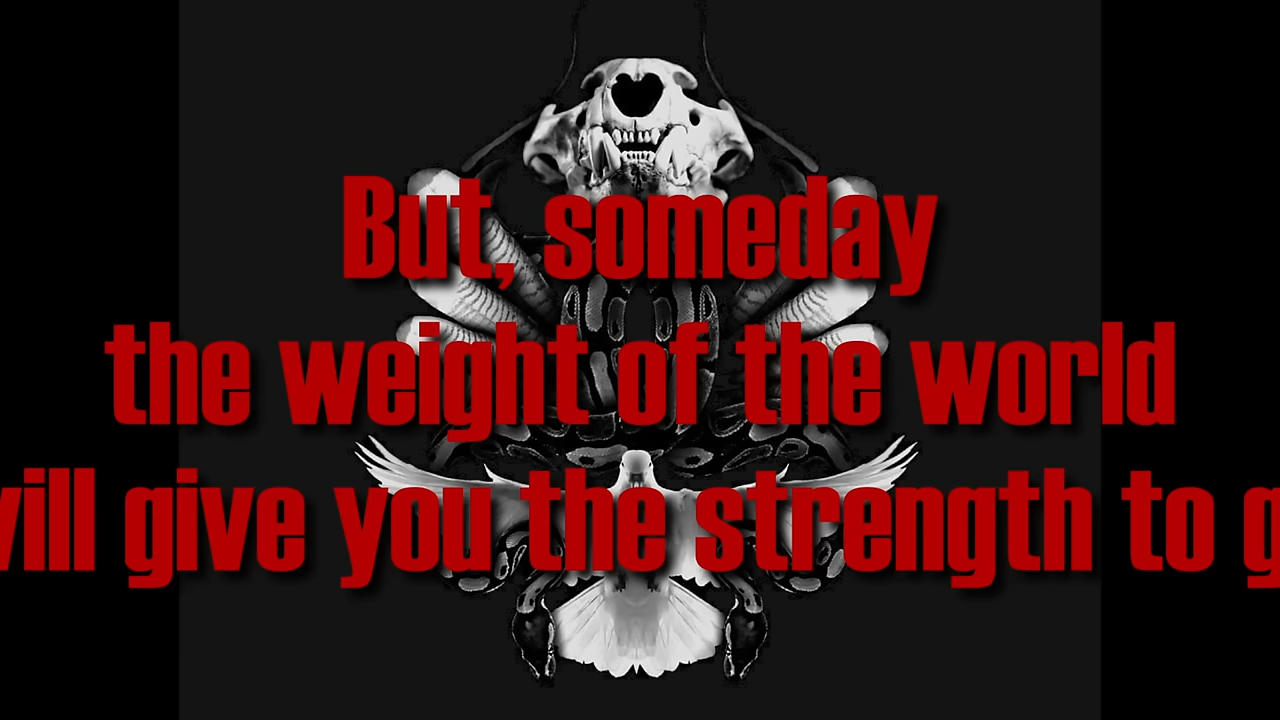 But, someday
the weight of the world
will give you the strength to g